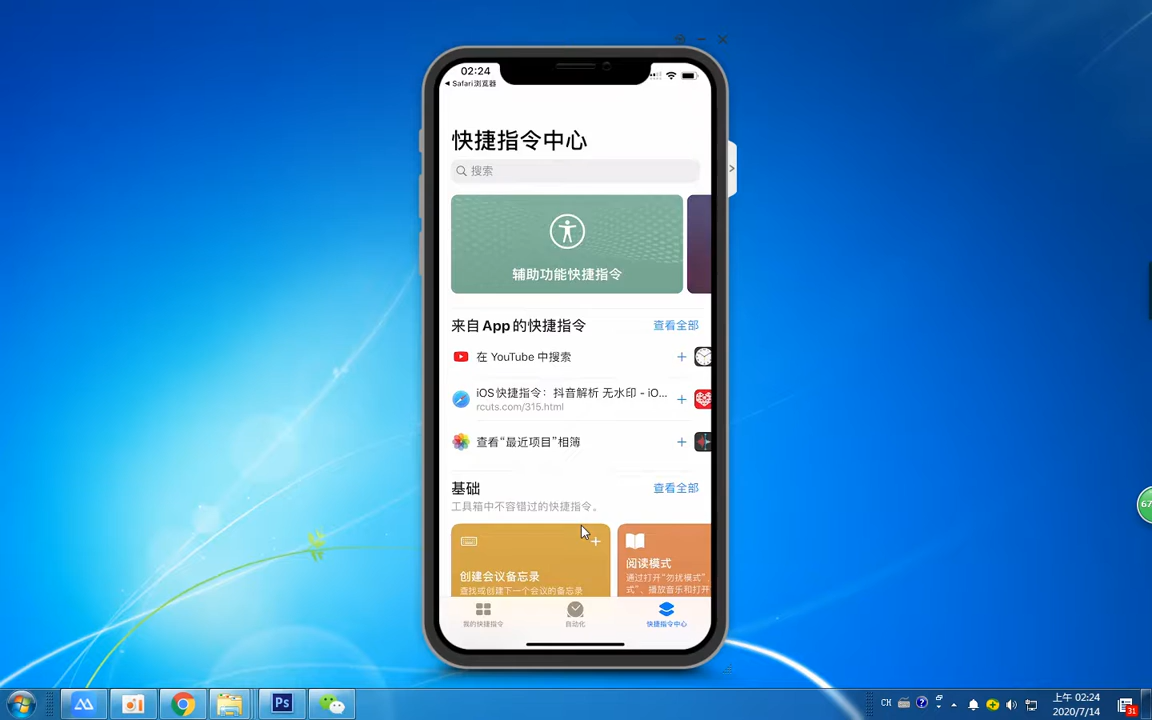 02:24
Safari浏览器
快捷指令中心
搜索
辅助功能快捷指令
来自App的快捷指令
查看全部
在 YouTube 中搜索
iOS快捷指令：抖音解析 无水印 - iO...
rcuts.com/315.html
查看“最近项目”相簿
基础
查看全部
工具箱中不容错过的快捷指令。
创建会议备忘录
查找或创建下一个会议的备忘录
阅读模式
通过打开“勿扰模式”
式”、播放音乐和打开
我的快捷指令
自动化
快捷指令中心
67
Ps
CH
上午 02:24
2020/7/14
31